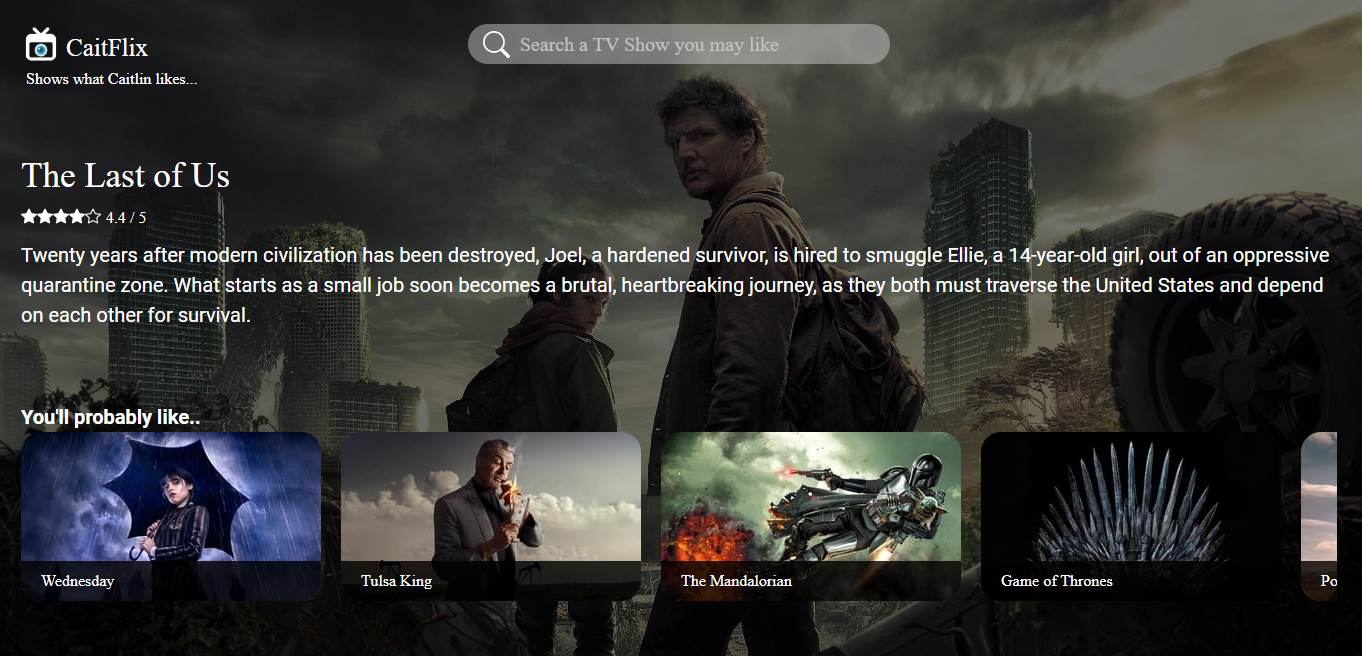 CaitFlix
Shows what Caitlin likes...
Search a TV Show you may like
The Last of Us
4.4 / 5
Twenty years after modern civilization has been destroyed, Joel, a hardened survivor, is hired to smuggle Ellie, a 14-year-old girl, out of an oppressive
quarantine zone. What starts as a small job soon becomes a brutal, heartbreaking journey, as they both must traverse the United States and depend
on each other for survival.
You'll probably like..
Wednesday
Tulsa King
The Mandalorian
Game of Thrones
Po